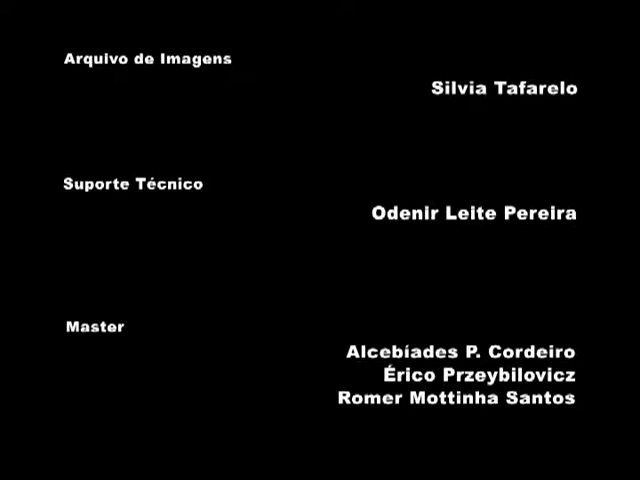 Arquivo de Imagens
Silvia Tafarelo
Suporte Técnico
Odenir Leite Pereira
Master
Alcebíades P. Cordeiro
Érico Przeybilovicz
Romer Mottinha Santos